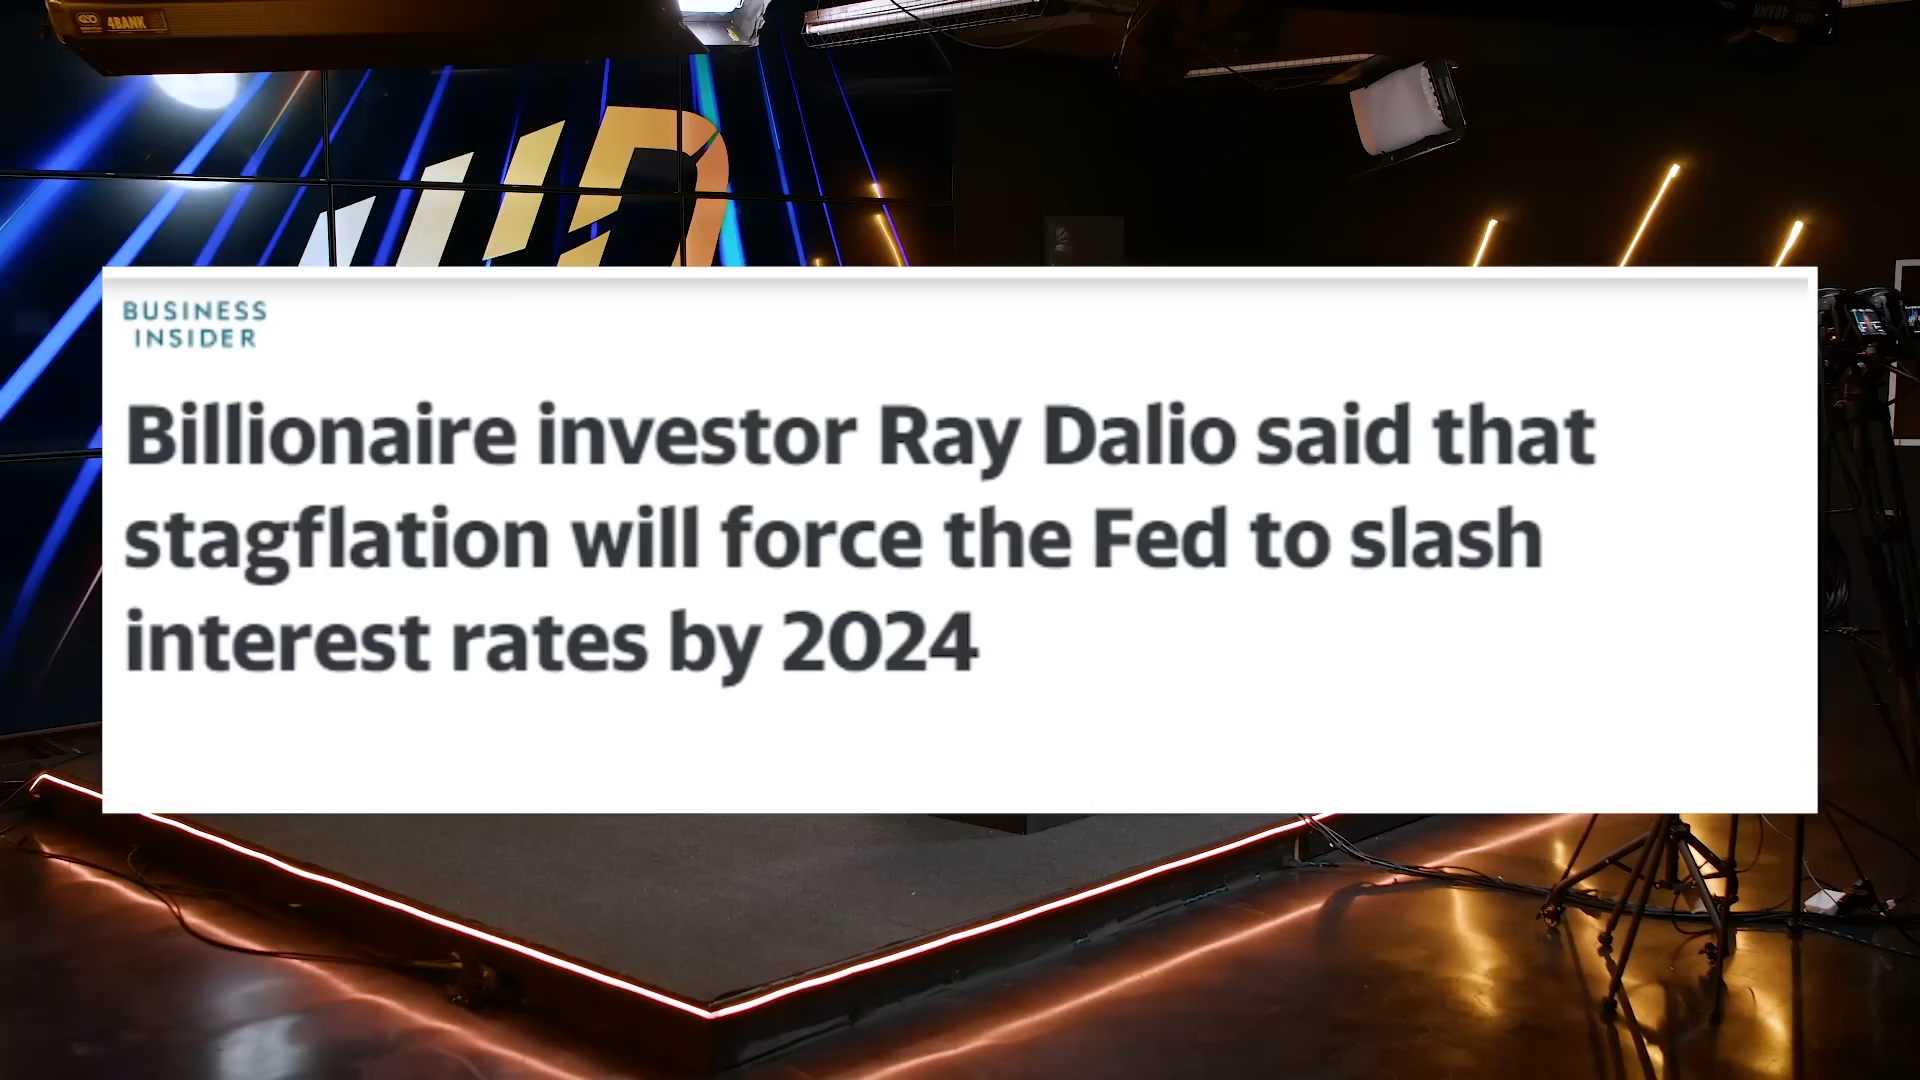 4BANK
BUSINESS
INSIDER
Billionaire investor Ray Dalio said that
stagflation will force the Fed to slash
interest rates by 2024